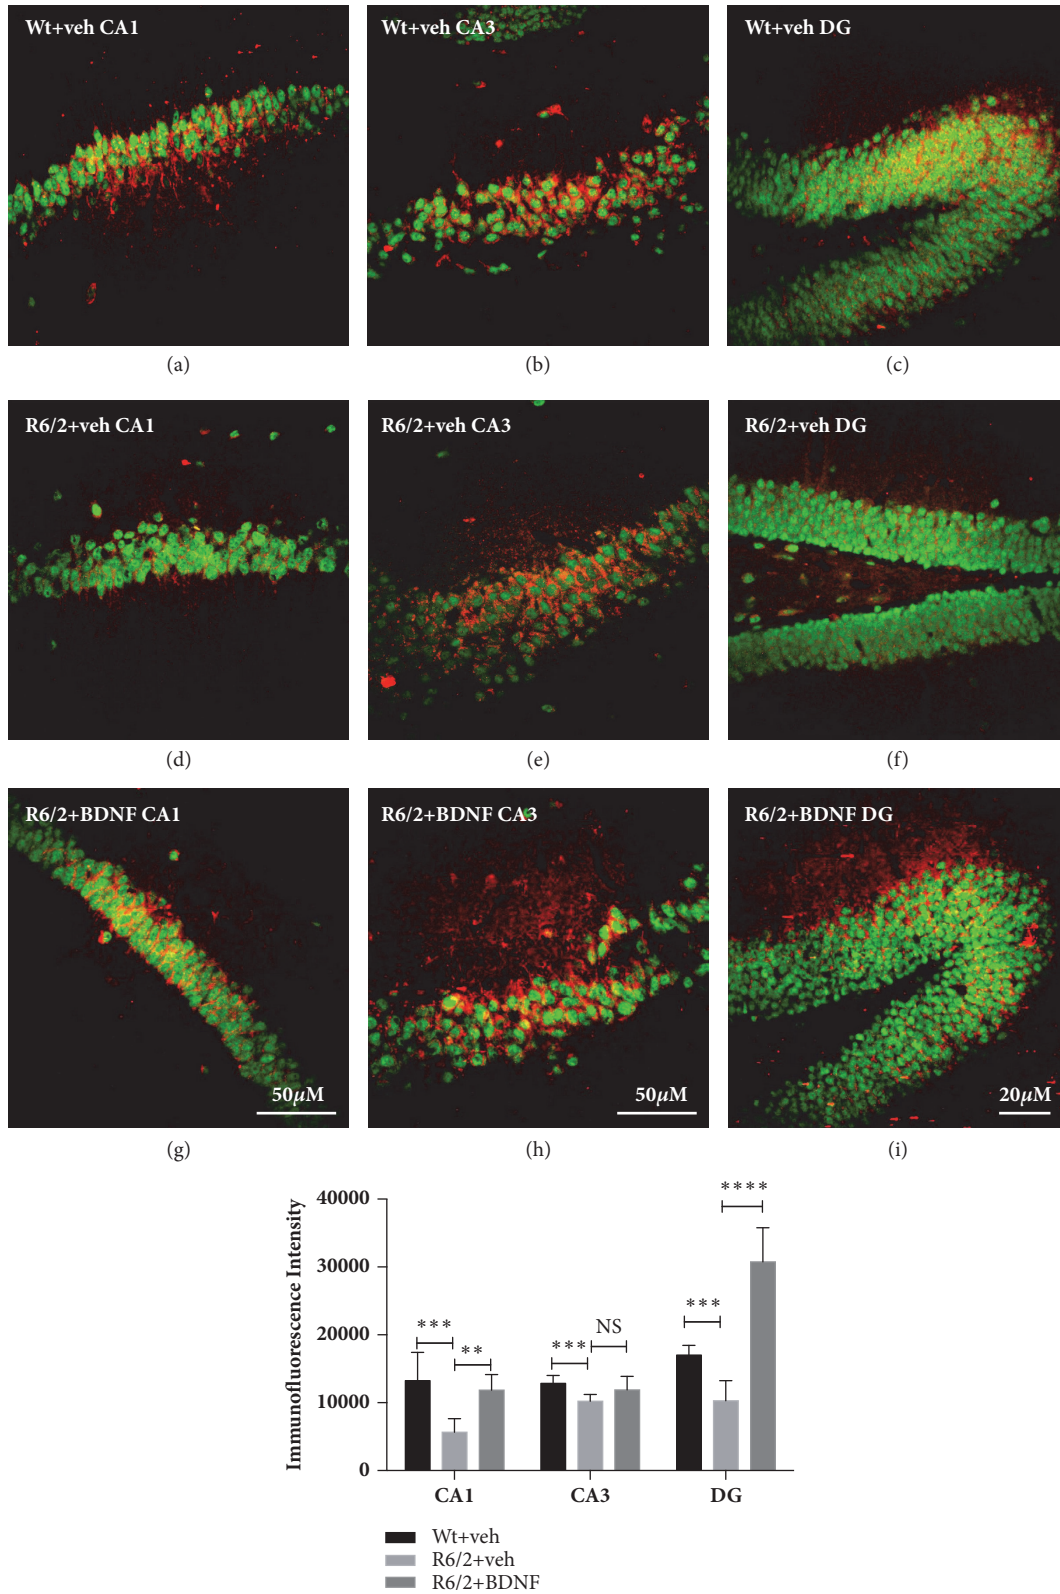 Wt+veh CA1
Wt+veh CA3
Wt+veh DG
(a)
(b)
(c)
R6/2+veh CA1
R6/2+veh CA3
R6/2+veh DG
(d)
(e)
(f)
R6/2+BDNF CA1
R6/2+BDNF CA3
R6/2+BDNF DG
50μM
50μM
20μM
(g)
(h)
(i)
Immunofluorescence Intensity
40000
30000
20000
10000
0
***
**
***
NS
***
****
CA1
CA3
DG
Wt+veh
R6/2+veh
R6/2+BDNF